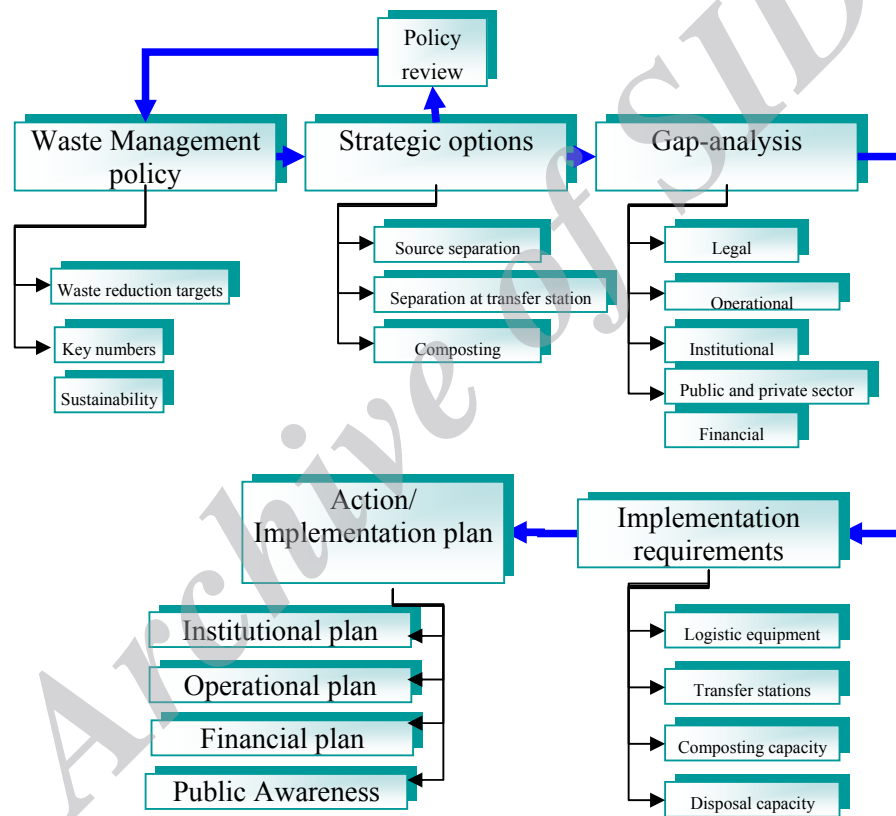 Policy
review
Waste Management
policy
Strategic options
Gap-analysis
Waste reduction targets
Key numbers
Sustainability
Source separation
Separation at transfer station
Composting
Legal
Operational
Institutional
Public and private sector
Financial
Action/
Implementation plan
Implementation
requirements
Institutional plan
Operational plan
Financial plan
Public Awareness
Logistic equipment
Transfer stations
Composting capacity
Disposal capacity
Archive of SID